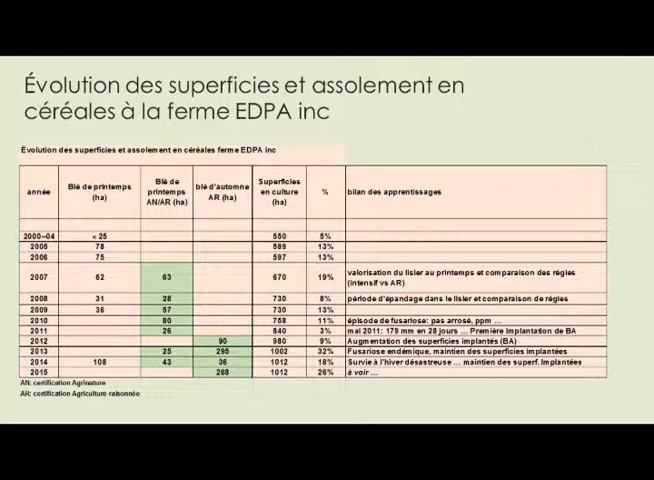 Évolution des superficies et assolement en
céréales à la ferme EDPA inc
Évolution des superficies et assolement en céréales ferme EDPA inc
année Blé de printemps (ha) Blé de printemps AN/AR (ha) blé d'automne AR (ha) Superficies en culture (ha) % bilan des apprentissages
2000-04 < 25 550 5%
2005 78 589 13%
2006 75 597 13%
2007 62 63 670 19% valorisation du lisier au printemps et comparaison des régies (intensif vs AR)
2008 31 28 730 8% période d'épandage dans le lisier et comparaison de régies
2009 36 57 730 13%
2010 80 758 11% épisode de fusariose: pas arrosé, ppm ...
2011 26 840 3% mai 2011: 179 mm en 28 jours ... Première implantation de BA
2012 90 980 9% Augmentation des superficies implantés (BA)
2013 25 295 1002 32% Fusariose endémique, maintien des superficies implantées
2014 108 43 36 1012 18% Survie à l'hiver désastreuse ... maintien des superf. Implantées
2015 268 1012 26% à voir ...
AN: certification Agrinature
AR: certification Agriculture raisonnée